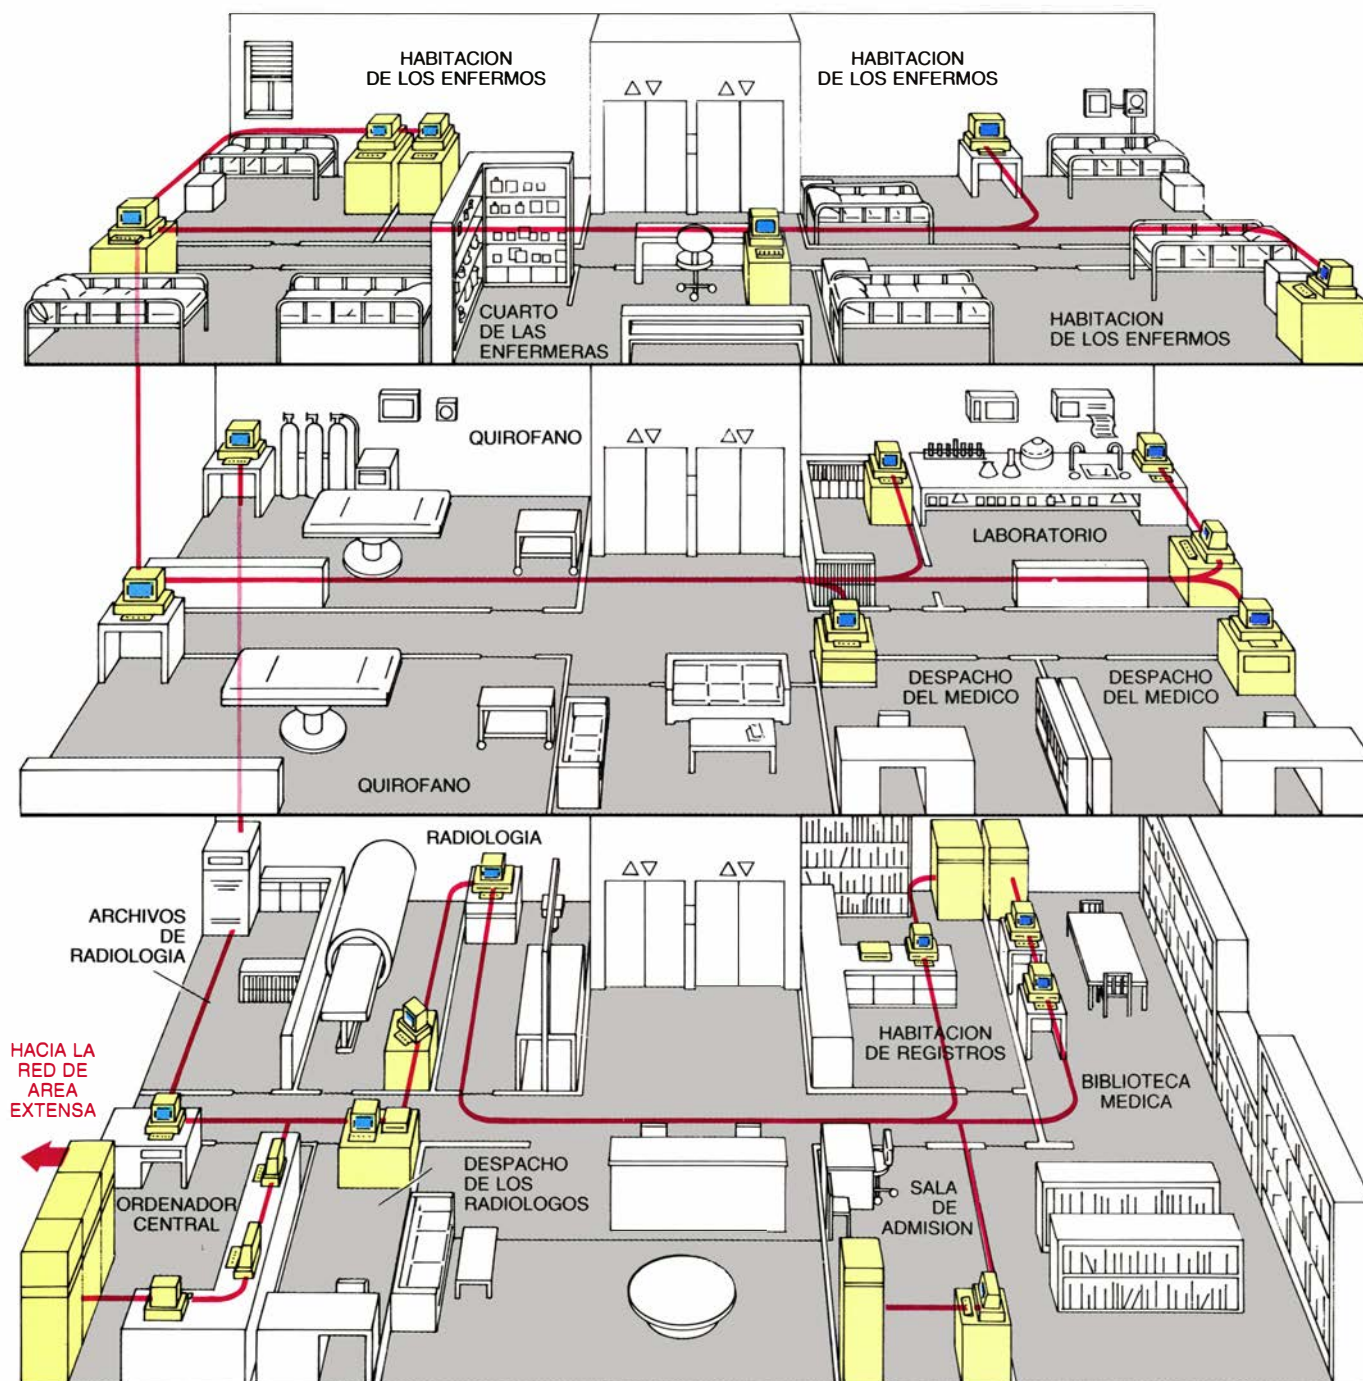 HABITACION
DE LOS ENFERMOS
HABITACION
DE LOS ENFERMOS
CUARTO
DE LAS
ENFERMERAS
HABITACION
DE LOS ENFERMOS
QUIROFANO
LABORATORIO
DESPACHO
DEL MEDICO
DESPACHO
DEL MEDICO
QUIROFANO
RADIOLOGIA
ARCHIVOS
DE
RADIOLOGIA
HABITACION
DE REGISTROS
HACIA LA
RED DE
AREA
EXTENSA
BIBLIOTECA
MEDICA
DESPACHO
DE LOS
RADIOLOGOS
ORDENADOR
CENTRAL
SALA
DE
ADMISION